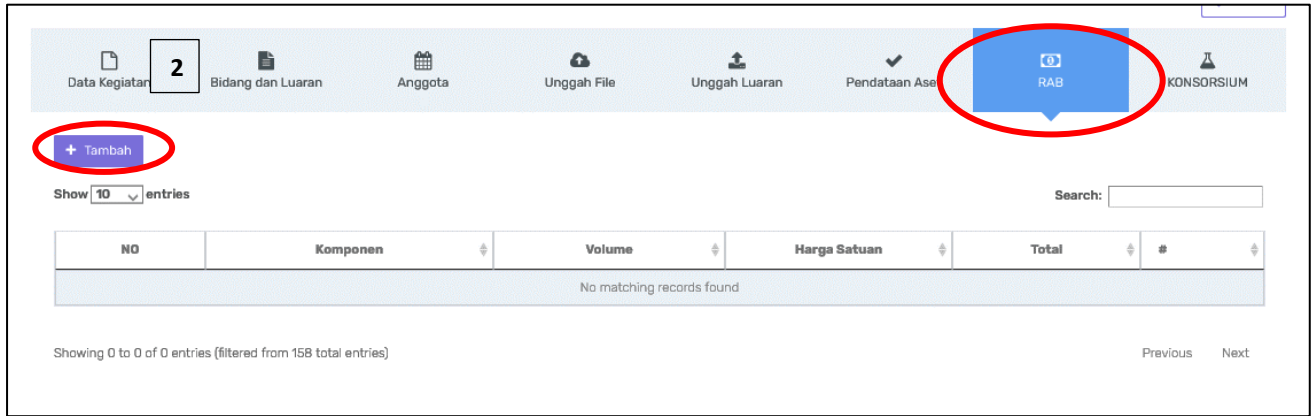 Data Kegiatan 2 Bidang dan Luaran Anggota Unggah File Unggah Luaran Pendataan Aset RAB KONSORSIUM
+ Tambah
Show 10 entries Search:
NO Komponen Volume Harga Satuan Total #
No matching records found
Showing 0 to 0 of 0 entries (filtered from 158 total entries) Previous Next